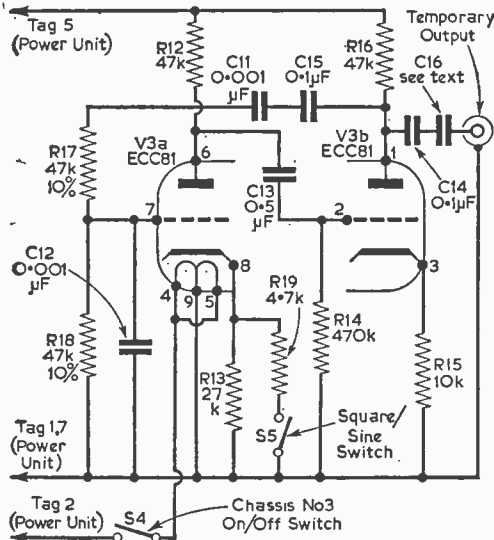 Tag 5
(Power Unit)
R12
47k
C11
0·001
µF
C15
0·1µF
R16
47k
Temporary
Output
C16
see text
R17
47k
10%
V3a
ECC81
6
V3b
ECC81
1
C13
0·5
µF
C14
0·1µF
7
2
C12
0·001
µF
8
3
4
9
5
R19
4·7k
R18
47k
10%
R14
470k
R13
27
k
R15
10k
S5
Square/
Sine
Switch
Tag 1,7
(Power
Unit)
Tag 2
(Power Unit)
S4
Chassis No3
On/Off Switch